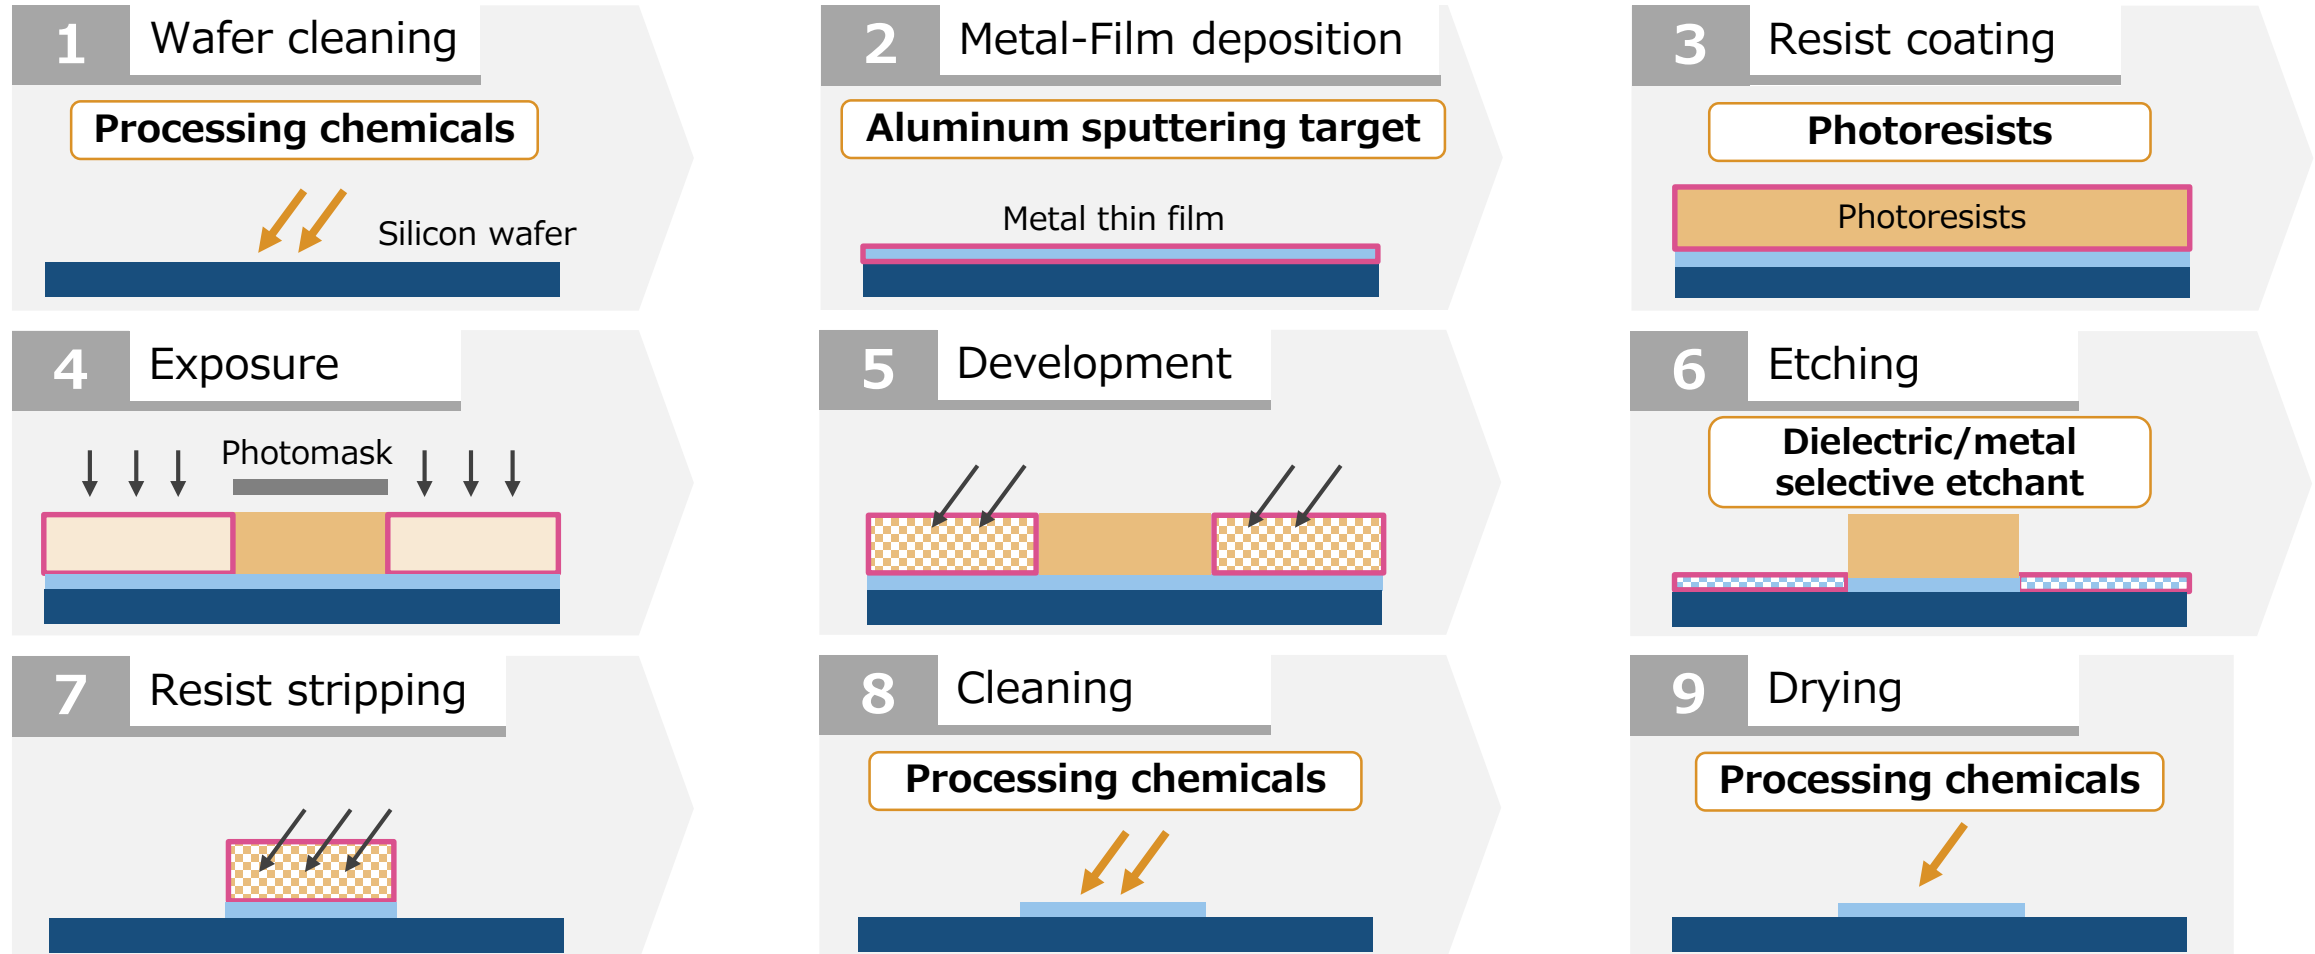 1 Wafer cleaning
Processing chemicals
Silicon wafer
2 Metal-Film deposition
Aluminum sputtering target
Metal thin film
3 Resist coating
Photoresists
Photoresists
4 Exposure
Photomask
5 Development
6 Etching
Dielectric/metal
selective etchant
7 Resist stripping
8 Cleaning
Processing chemicals
9 Drying
Processing chemicals